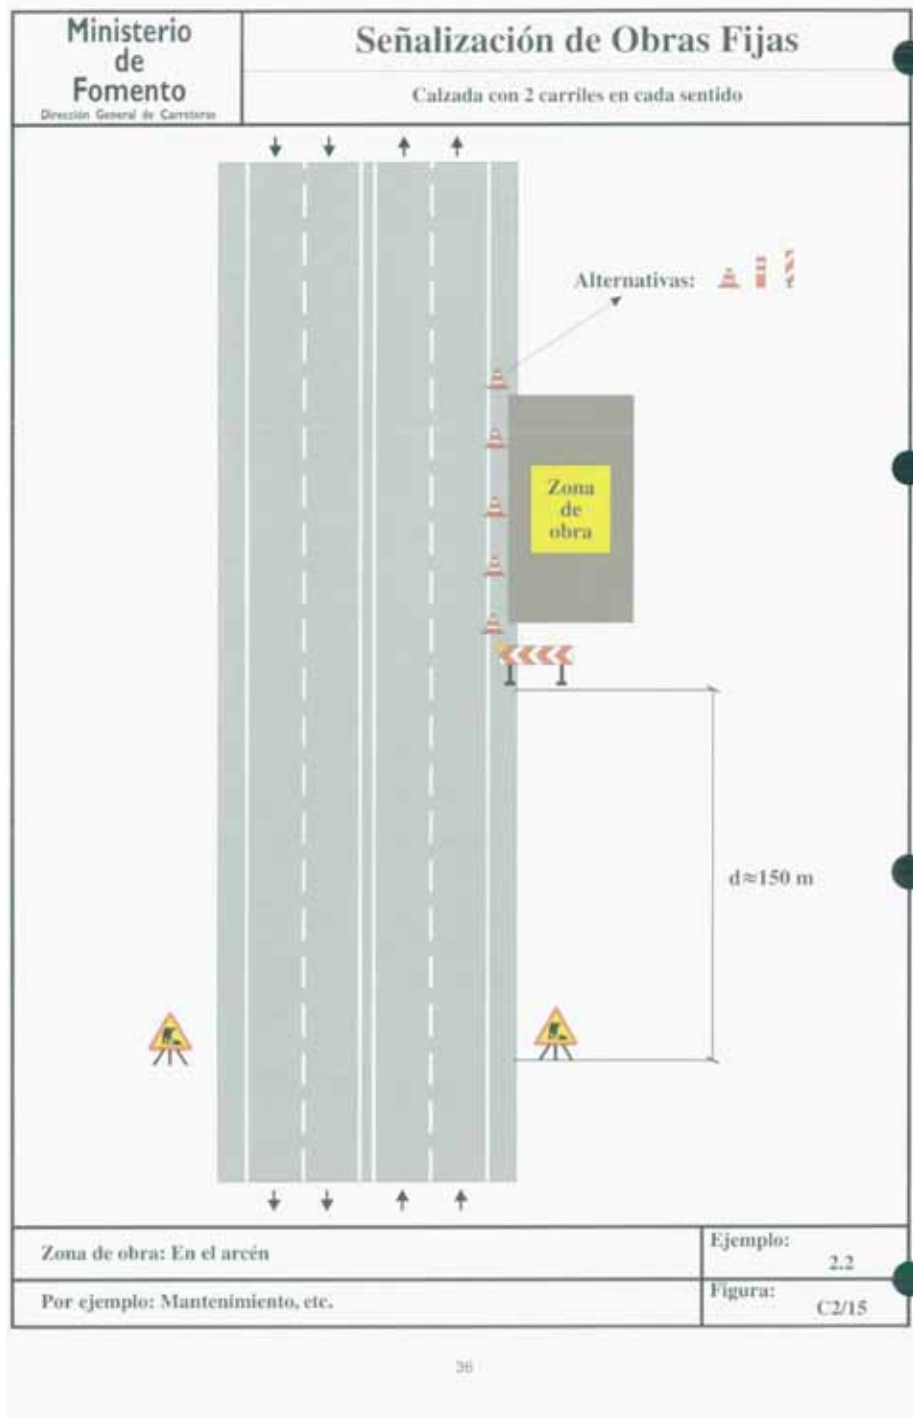 Ministerio
de
Fomento
Dirección General de Carreteras
Señalización de Obras Fijas
Calzada con 2 carriles en cada sentido
Alternativas:
Zona
de
obra
d≈150 m
Zona de obra: En el arcén
Ejemplo:
2.2
Por ejemplo: Mantenimiento, etc.
Figura:
C2/15
36